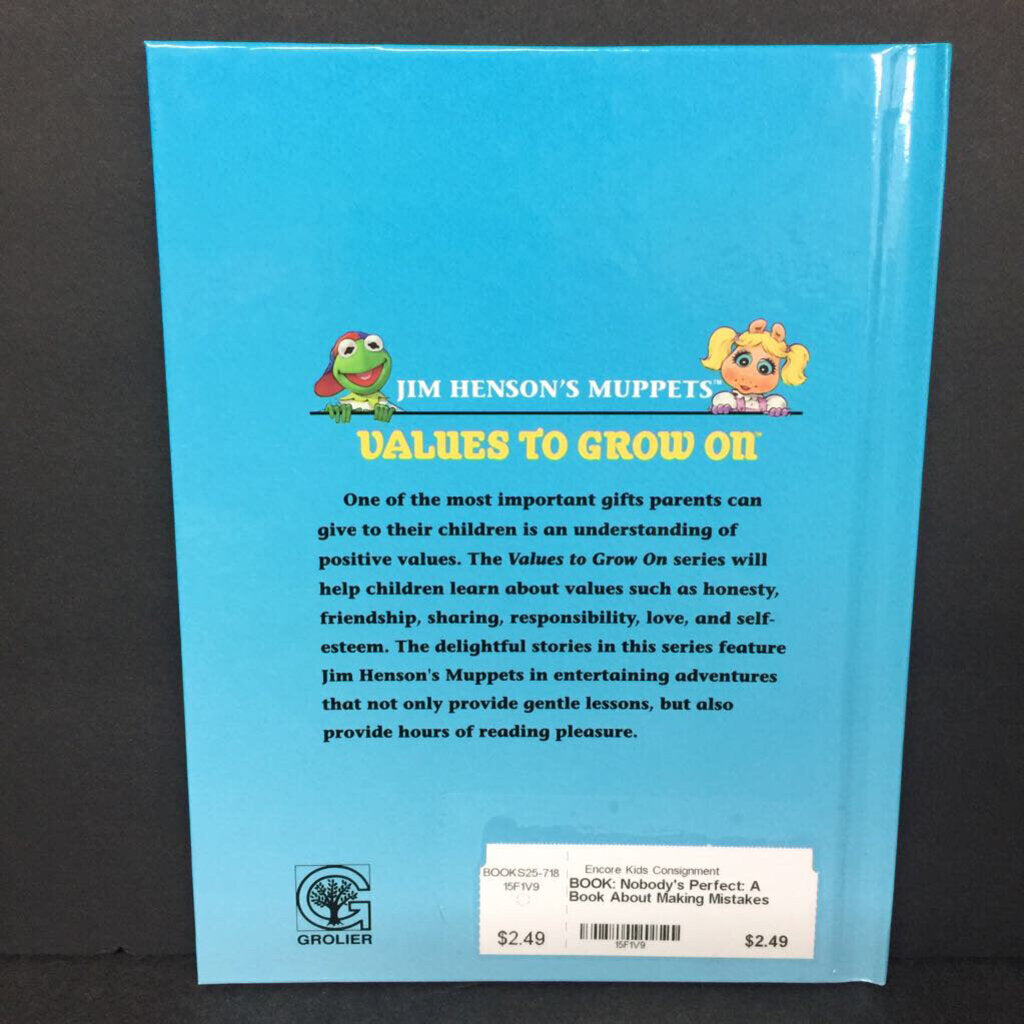 JIM HENSON'S MUPPETS™
VALUES TO GROW ON™
One of the most important gifts parents can
give to their children is an understanding of
positive values. The Values to Grow On series will
help children learn about values such as honesty,
friendship, sharing, responsibility, love, and self-
esteem. The delightful stories in this series feature
Jim Henson's Muppets in entertaining adventures
that not only provide gentle lessons, but also
provide hours of reading pleasure.
G
GROLIER
BOOKS25-718
15F1V9
$2.49
Encore Kids Consignment
BOOK: Nobody's Perfect: A
Book About Making Mistakes
15F1V9
$2.49